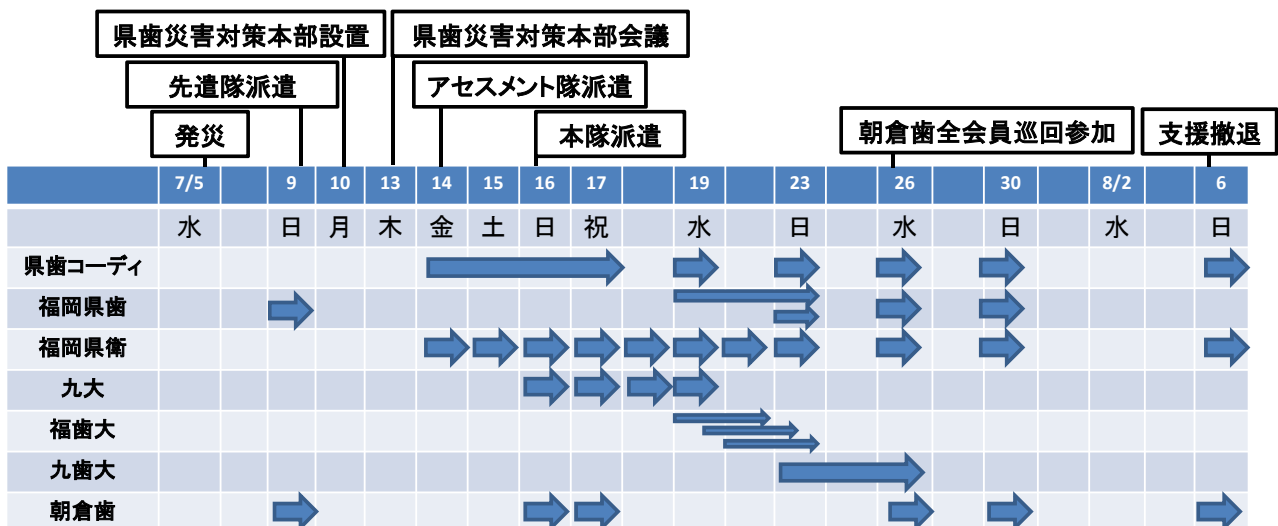 県歯災害対策本部設置 県歯災害対策本部会議
先遣隊派遣 アセスメント隊派遣
発災 本隊派遣 朝倉歯全会員巡回参加 支援撤退
7/5 9 10 13 14 15 16 17 19 23 26 30 8/2 6
水 日 月 木 金 土 日 祝 水 日 水 日 水 日
県歯コーディ
福岡県歯
福岡県衛
九大
福歯大
九歯大
朝倉歯